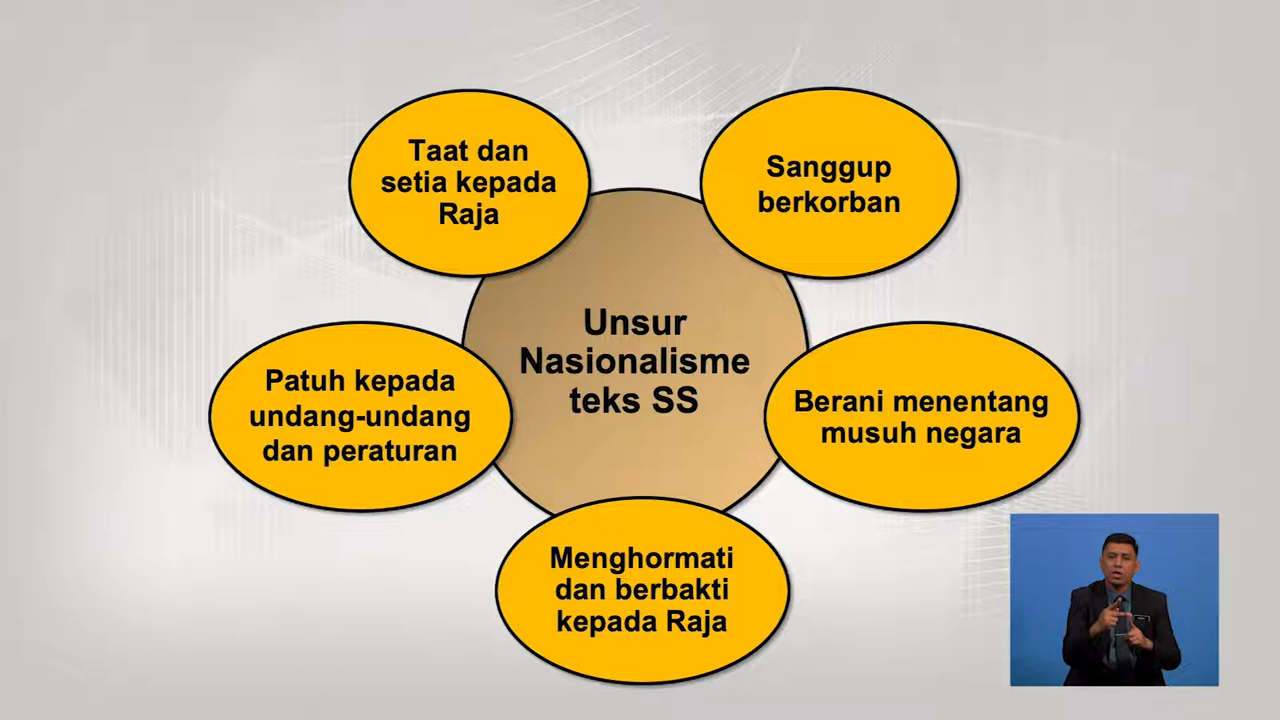 Taat dan
setia kepada
Raja
Sanggup
berkorban
Unsur
Nasionalisme
teks SS
Patuh kepada
undang-undang
dan peraturan
Berani menentang
musuh negara
Menghormati
dan berbakti
kepada Raja